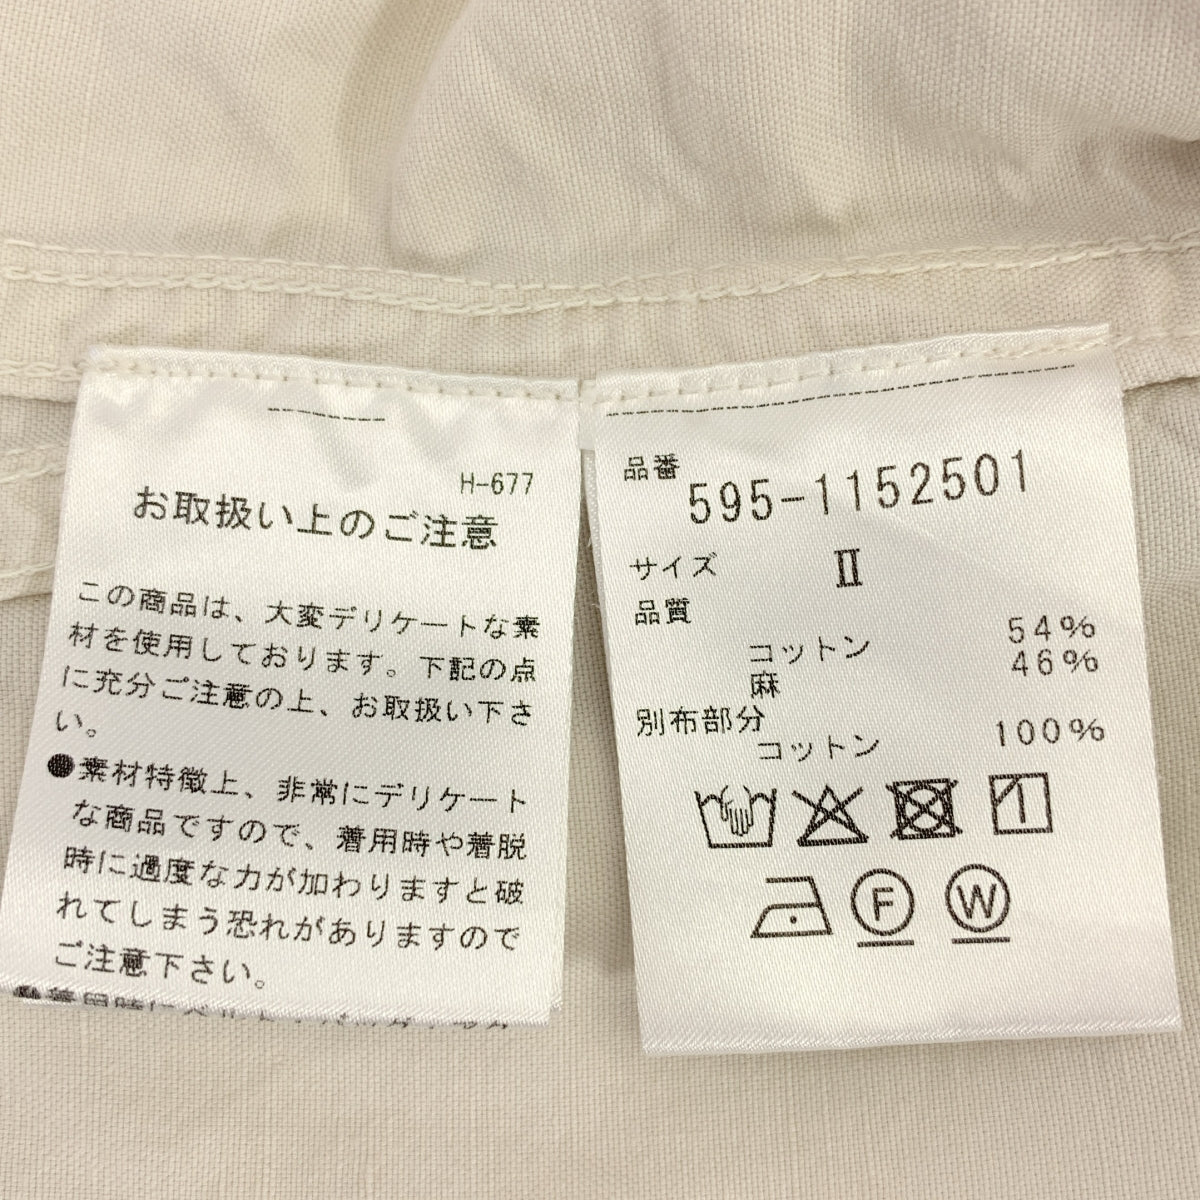 H-677
お取扱い上のご注意
この商品は、大変デリケートな素
材を使用しております。下記の点
に充分ご注意の上、お取扱い下さ
い。
●素材特徴上、非常にデリケート
な商品ですので、着用時や着脱
時に過度な力が加わりますと破
れてしまう恐れがありますので
ご注意下さい。
品番 595-1152501
サイズ Ⅱ
品質
コットン 54%
麻 46%
別布部分
コットン 100%
F W